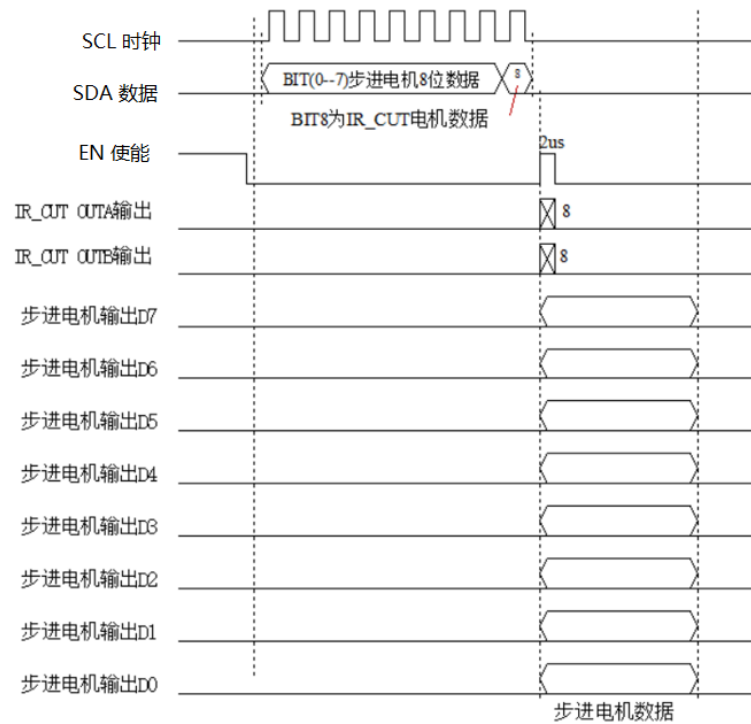 SCL 时钟
SDA 数据
BIT(0--7)步进电机8位数据
8
BIT8为IR_CUT电机数据
EN 使能
2us
IR_CUT OUTA输出
8
IR_CUT OUTB输出
8
步进电机输出D7
步进电机输出D6
步进电机输出D5
步进电机输出D4
步进电机输出D3
步进电机输出D2
步进电机输出D1
步进电机输出D0
步进电机数据